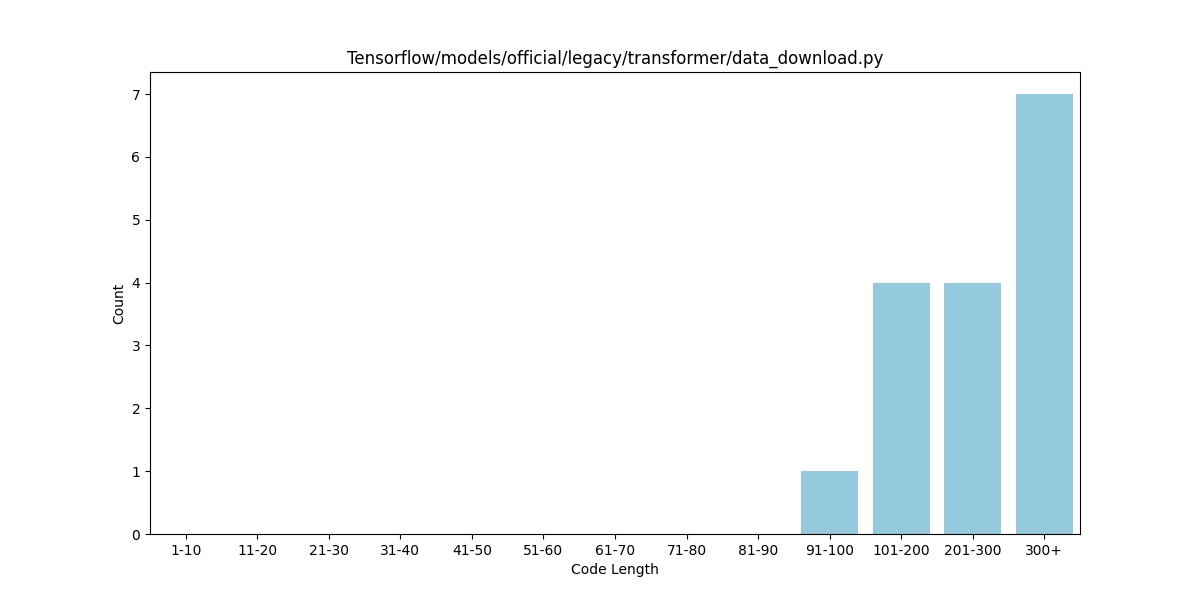 Tensorflow/models/official/legacy/transformer/data_download.py
7
6
5
4
3
2
1
0
Count
1-10 11-20 21-30 31-40 41-50 51-60 61-70 71-80 81-90 91-100 101-200 201-300 300+
Code Length